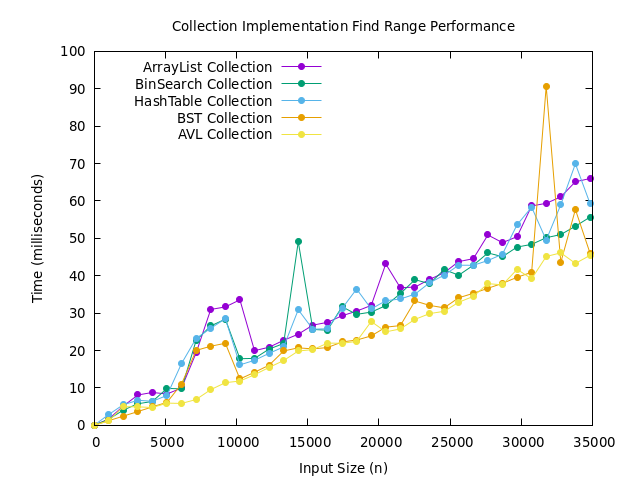 Collection Implementation Find Range Performance
100
90
80
70
60
50
40
30
20
10
0
Time (milliseconds)
ArrayList Collection
BinSearch Collection
HashTable Collection
BST Collection
AVL Collection
0 5000 10000 15000 20000 25000 30000 35000
Input Size (n)